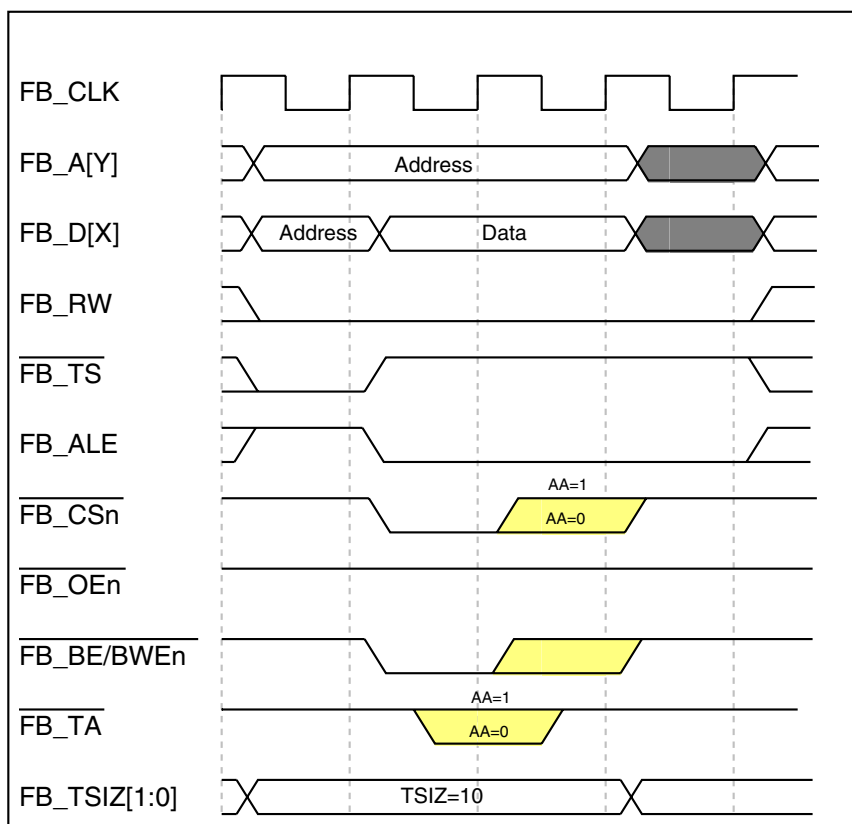 FB_CLK
FB_A[Y]
Address
FB_D[X]
Address
Data
FB_RW
FB_TS
FB_ALE
FB_CSn
AA=1
AA=0
FB_OEn
FB_BE/BWEn
FB_TA
AA=1
AA=0
FB_TSIZ[1:0]
TSIZ=10